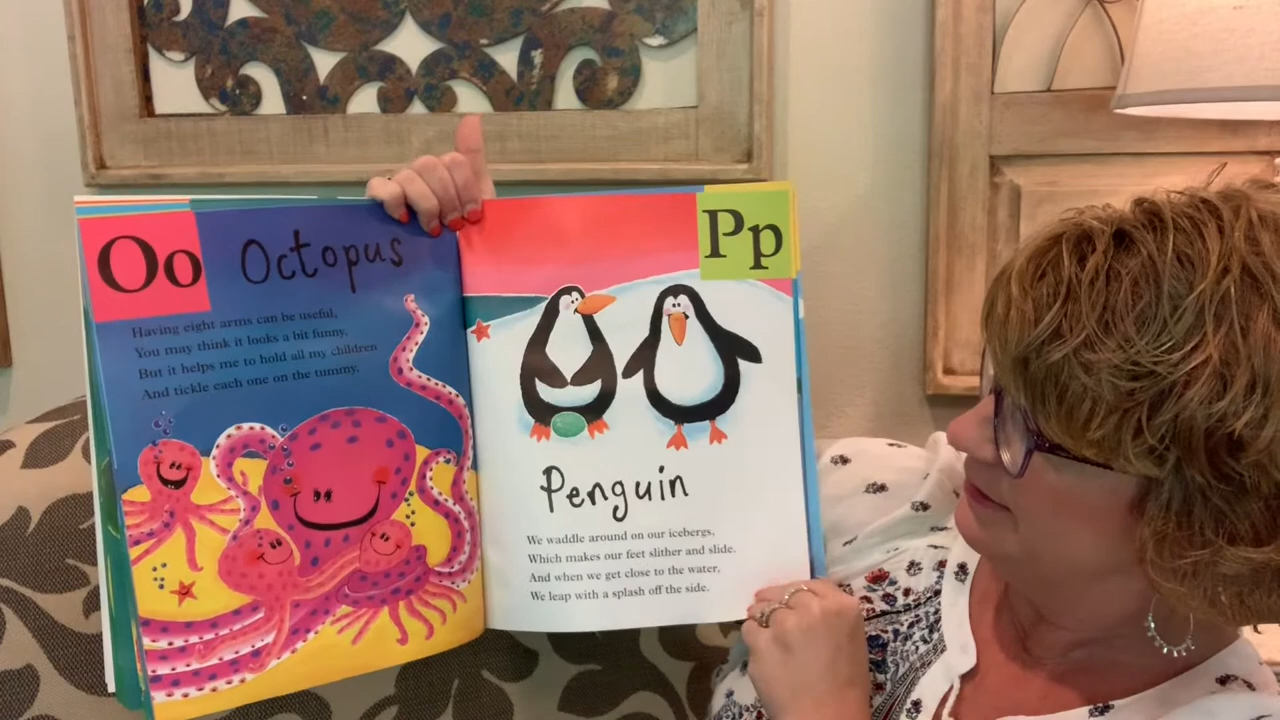 Oo
Octopus
Having eight arms can be useful,
You may think it looks a bit funny.
But it helps me to hold all my children
And tickle each one on the tummy.
Pp
Penguin
We waddle around on our icebergs,
Which makes our feet slither and slide.
And when we get close to the water,
We leap with a splash off the side.